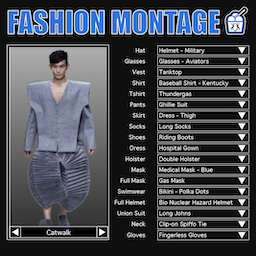 FASHION MONTAGE
Hat Helmet - Military
Glasses Glasses - Aviators
Vest Tanktop
Shirt Baseball Shirt - Kentucky
Tshirt Thundergas
Pants Ghillie Suit
Skirt Dress - Thigh
Socks Long Socks
Shoes Riding Boots
Dress Hospital Gown
Holster Double Holster
Mask Medical Mask - Blue
Full Mask Gas Mask
Swimwear Bikini - Polka Dots
Full Helmet Bio Nuclear Hazard Helmet
Union Suit Long Johns
Neck Clip-on Spiffo Tie
Gloves Fingerless Gloves
Catwalk